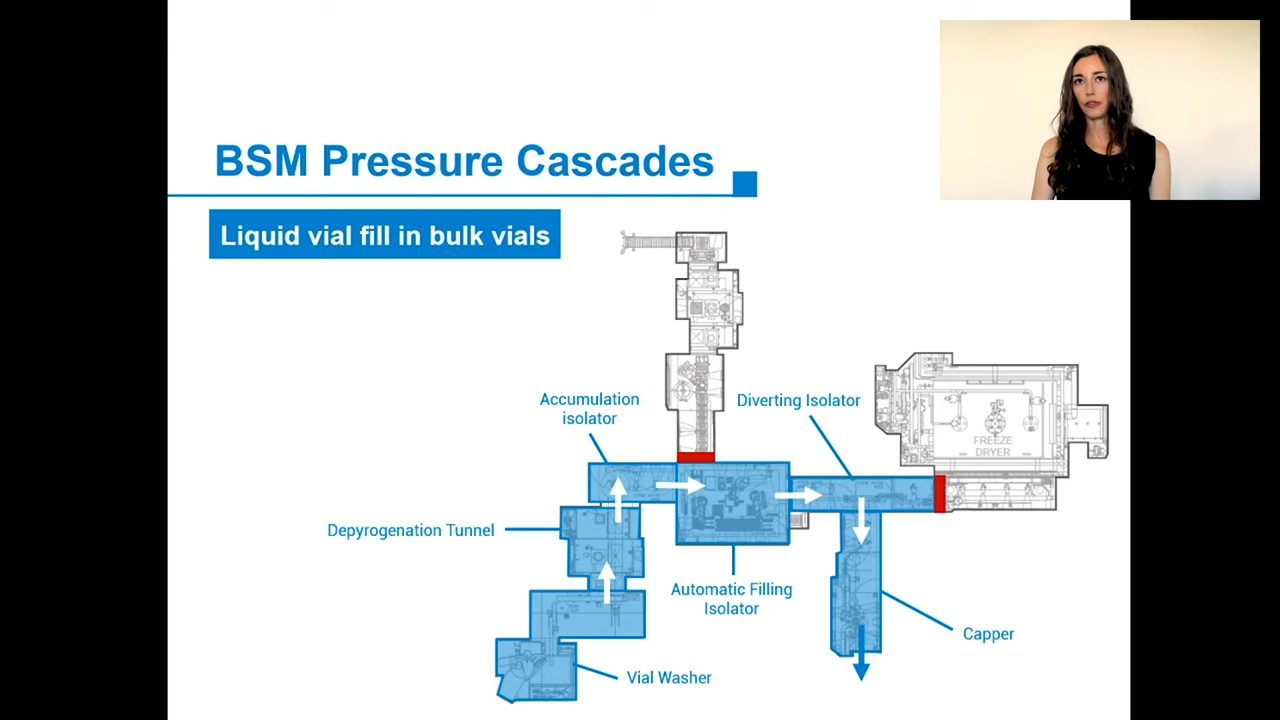 BSM Pressure Cascades
Liquid vial fill in bulk vials
Accumulation
isolator
Diverting Isolator
FREEZE
DRYER
Depyrogenation Tunnel
Automatic Filling
Isolator
Capper
Vial Washer